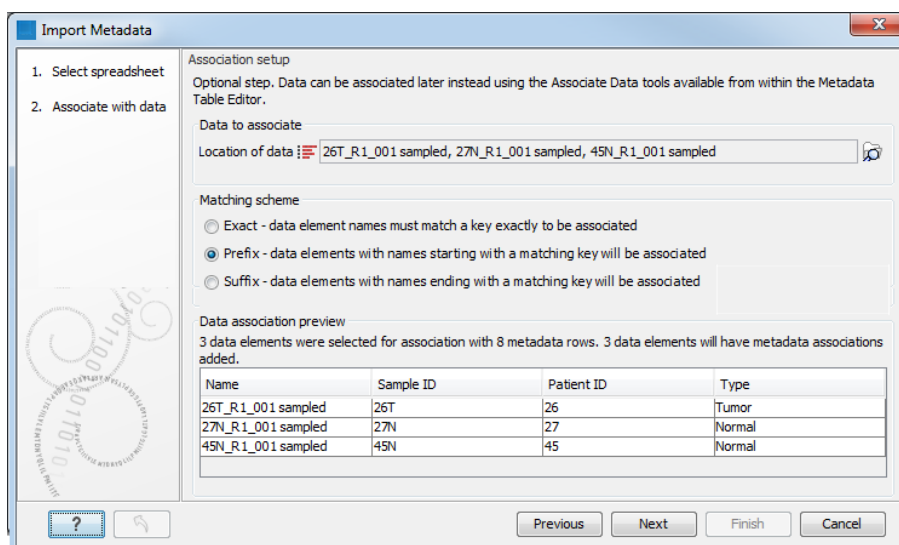 Import Metadata
1. Select spreadsheet
2. Associate with data
Association setup
Optional step. Data can be associated later instead using the Associate Data tools available from within the Metadata
Table Editor.
Data to associate
Location of data 26T_R1_001 sampled, 27N_R1_001 sampled, 45N_R1_001 sampled
Matching scheme
Exact - data element names must match a key exactly to be associated
Prefix - data elements with names starting with a matching key will be associated
Suffix - data elements with names ending with a matching key will be associated
Data association preview
3 data elements were selected for association with 8 metadata rows. 3 data elements will have metadata associations
added.
Name Sample ID Patient ID Type
26T_R1_001 sampled 26T 26 Tumor
27N_R1_001 sampled 27N 27 Normal
45N_R1_001 sampled 45N 45 Normal
? Previous Next Finish Cancel